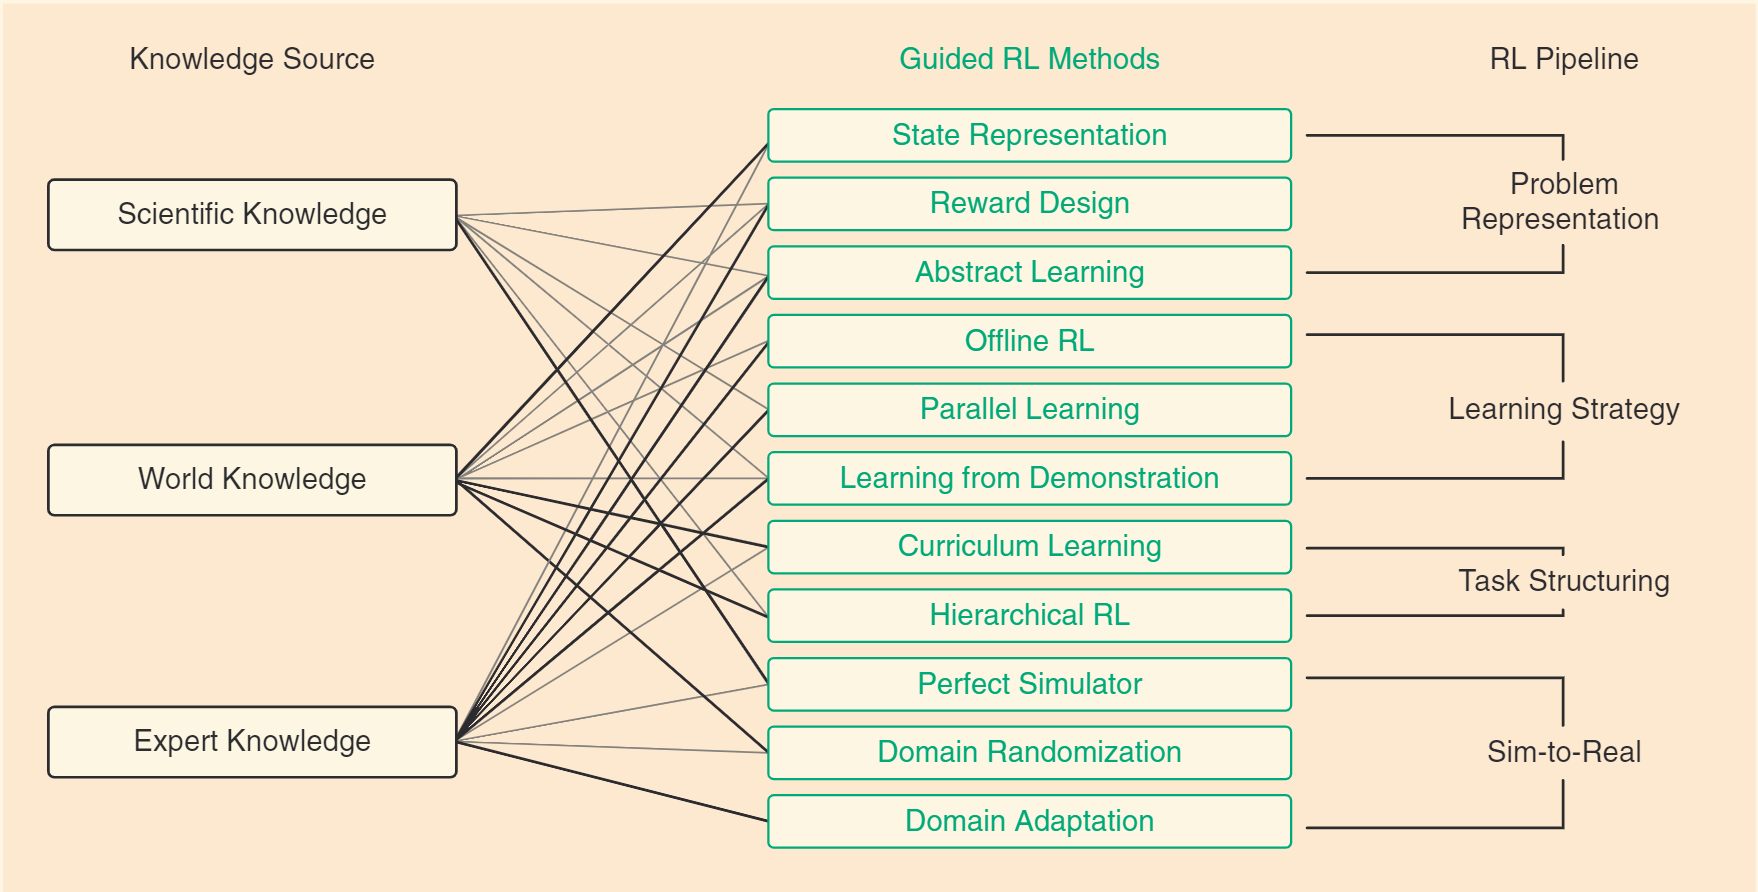 Knowledge Source
Guided RL Methods
RL Pipeline
Scientific Knowledge
World Knowledge
Expert Knowledge
State Representation
Reward Design
Abstract Learning
Offline RL
Parallel Learning
Learning from Demonstration
Curriculum Learning
Hierarchical RL
Perfect Simulator
Domain Randomization
Domain Adaptation
Problem
Representation
Learning Strategy
Task Structuring
Sim-to-Real